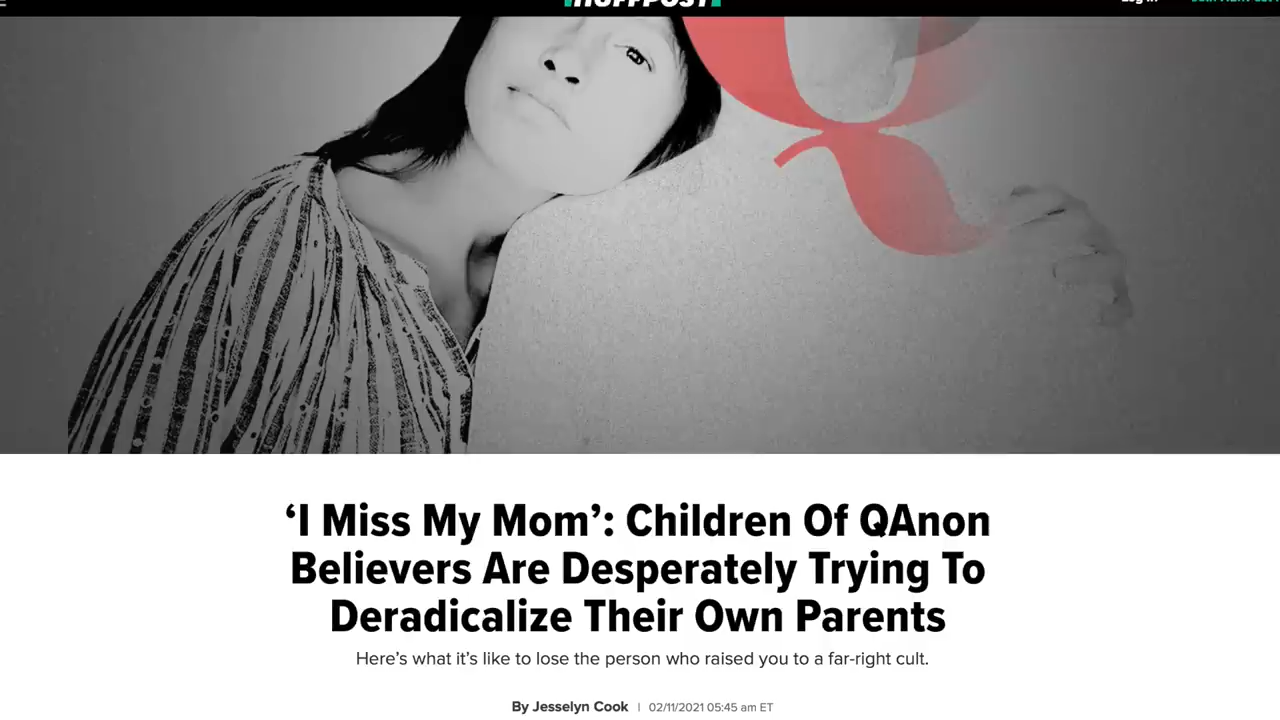 HUFFPOST
Log In
‘I Miss My Mom’: Children Of QAnon
Believers Are Desperately Trying To
Deradicalize Their Own Parents
Here’s what it’s like to lose the person who raised you to a far-right cult.
By Jesselyn Cook | 02/11/2021 05:45 am ET